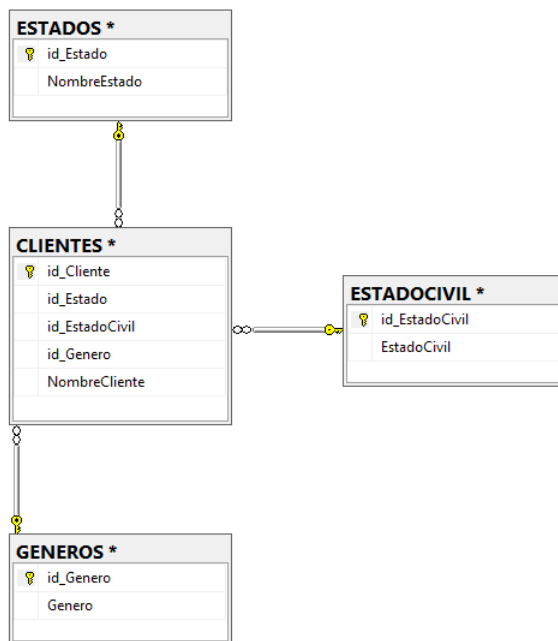 ESTADOS *
id_Estado
NombreEstado
CLIENTES *
id_Cliente
id_Estado
id_EstadoCivil
id_Genero
NombreCliente
ESTADOCIVIL *
id_EstadoCivil
EstadoCivil
GENEROS *
id_Genero
Genero